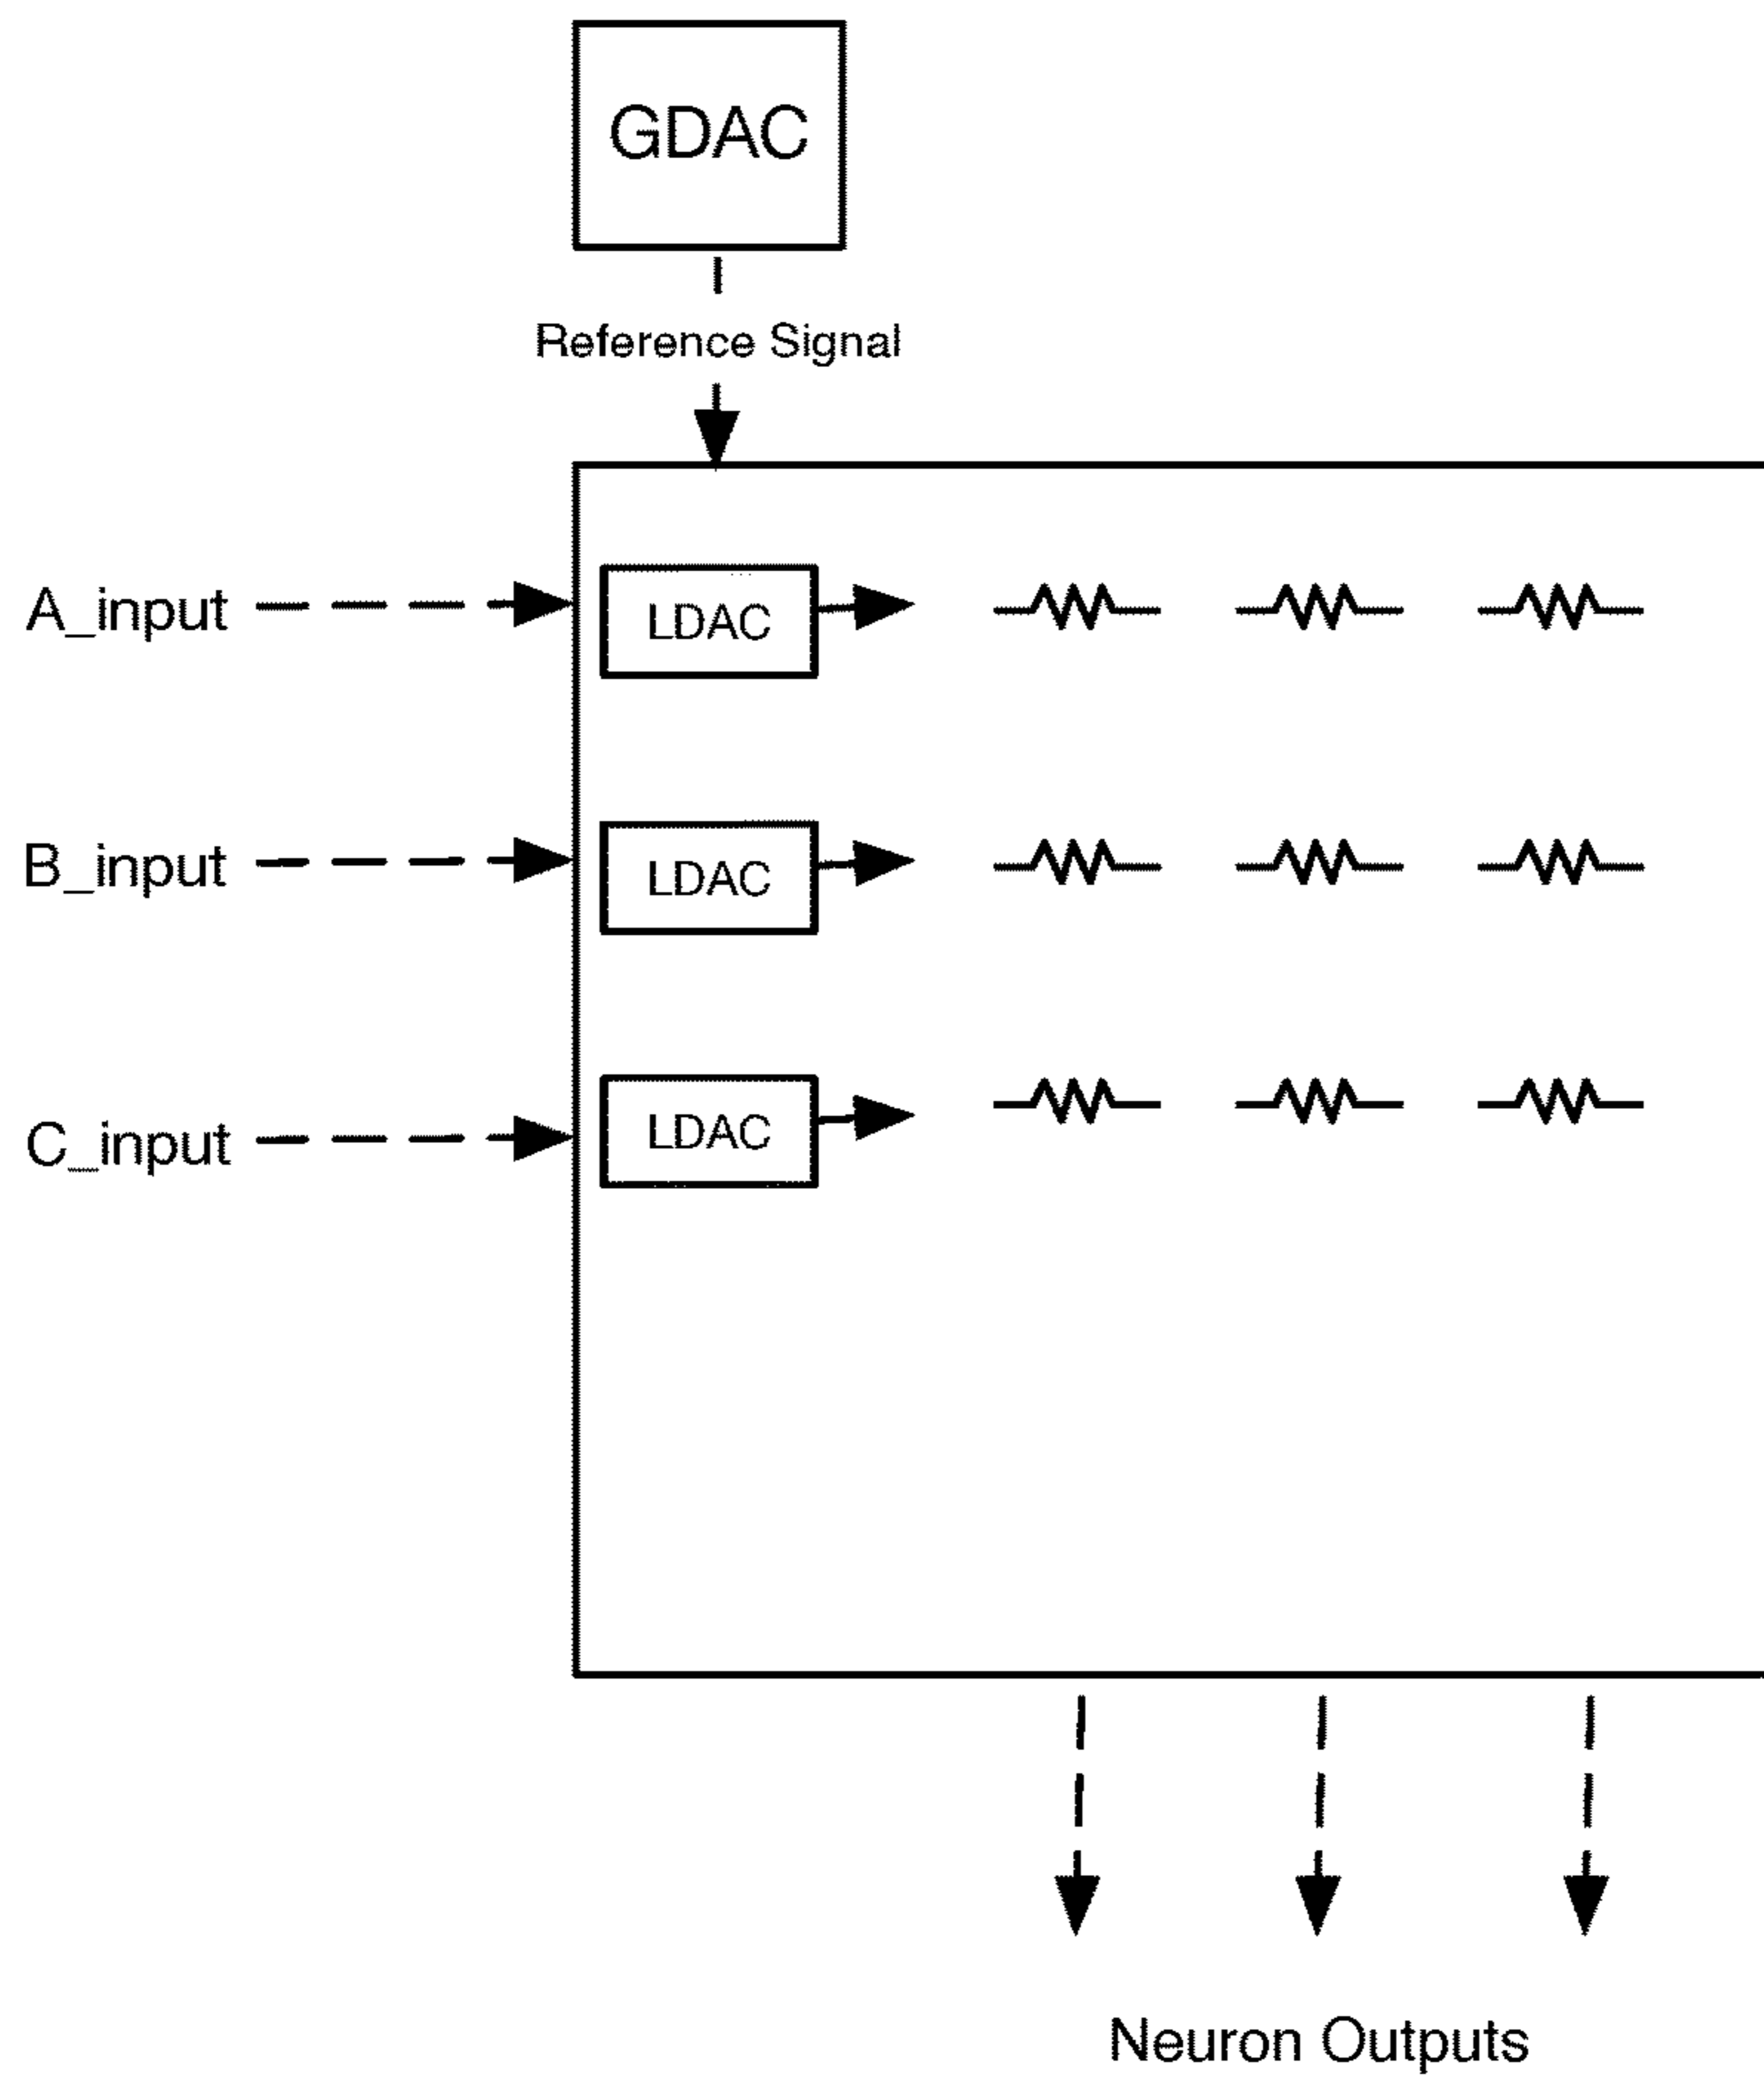 GDAC
Reference Signal
A_input
LDAC
B_input
LDAC
C_input
LDAC
Neuron Outputs